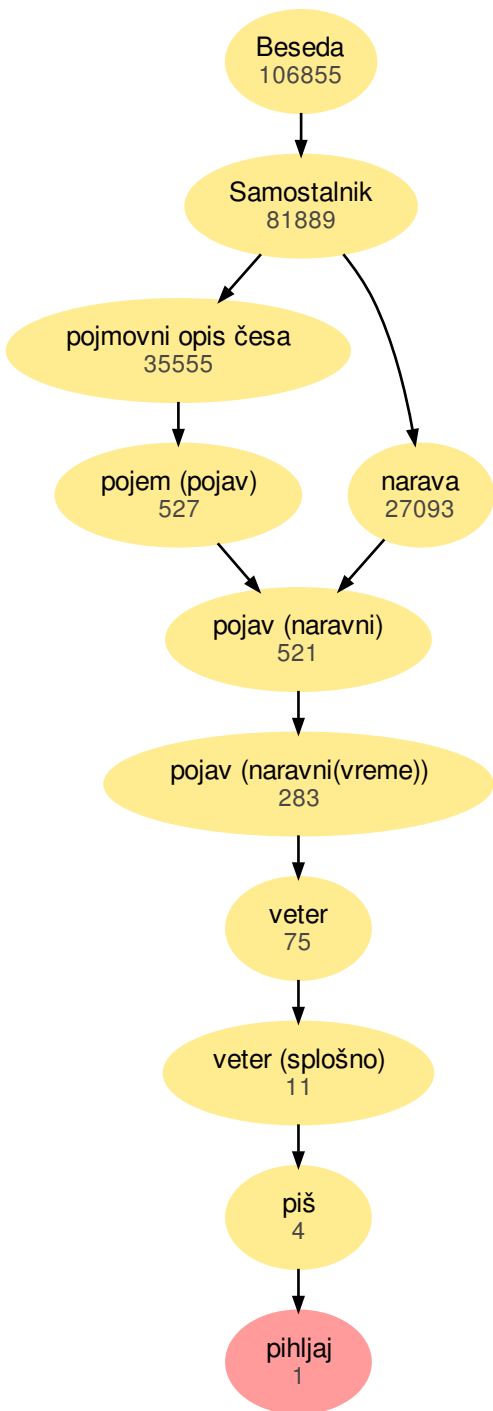 Beseda
106855
Samostalnik
81889
pojmovni opis česa
35555
pojem (pojav)
527
narava
27093
pojav (naravni)
521
pojav (naravni(vreme))
283
veter
75
veter (splošno)
11
piš
4
pihljaj
1